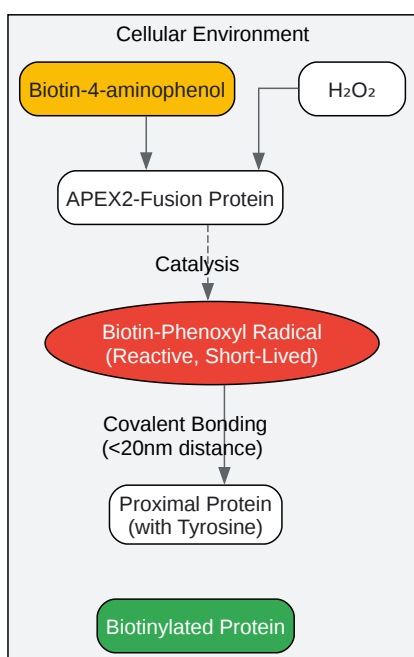 Cellular Environment
Biotin-4-aminophenol
H₂O₂
APEX2-Fusion Protein
Catalysis
Biotin-Phenoxyl Radical
(Reactive, Short-Lived)
Covalent Bonding
(<20nm distance)
Proximal Protein
(with Tyrosine)
Biotinylated Protein